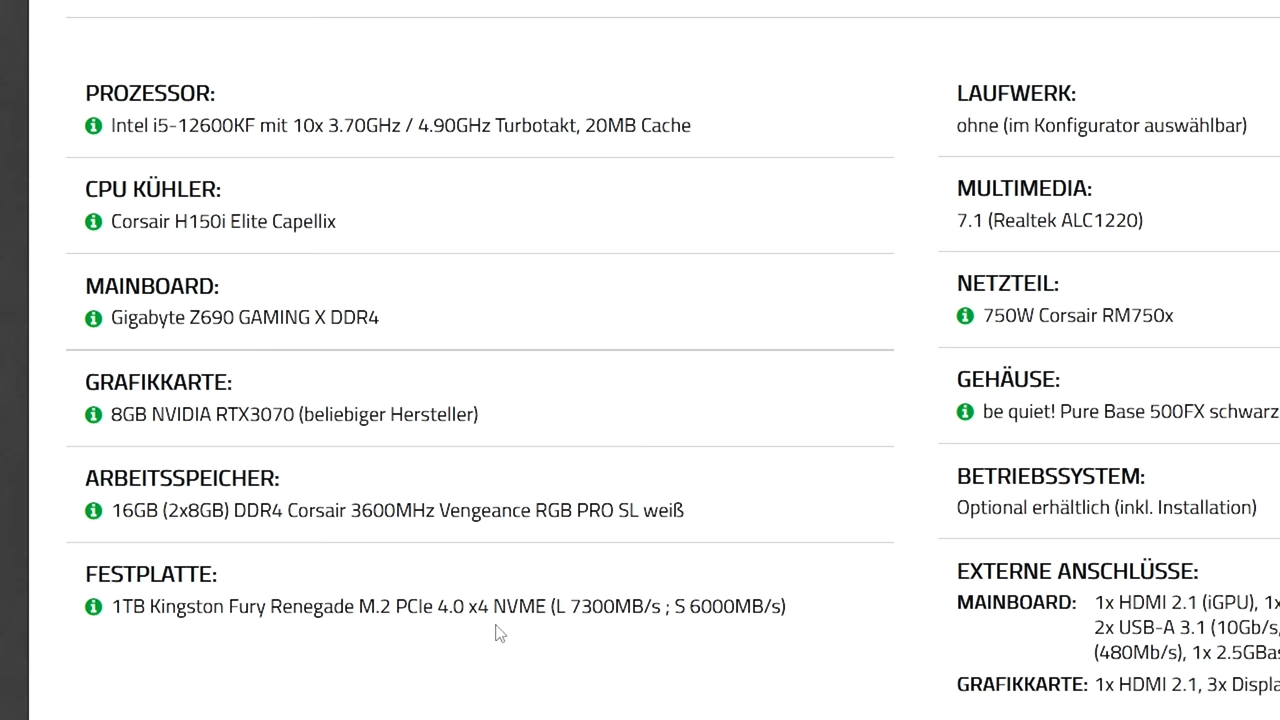 PROZESSOR:
Intel i5-12600KF mit 10x 3.70GHz / 4.90GHz Turbotakt, 20MB Cache
CPU KÜHLER:
Corsair H150i Elite Capellix
MAINBOARD:
Gigabyte Z690 GAMING X DDR4
GRAFIKKARTE:
8GB NVIDIA RTX3070 (beliebiger Hersteller)
ARBEITSSPEICHER:
16GB (2x8GB) DDR4 Corsair 3600MHz Vengeance RGB PRO SL weiß
FESTPLATTE:
1TB Kingston Fury Renegade M.2 PCIe 4.0 x4 NVME (L 7300MB/s ; S 6000MB/s)
LAUFWERK:
ohne (im Konfigurator auswählbar)
MULTIMEDIA:
7.1 (Realtek ALC1220)
NETZTEIL:
750W Corsair RM750x
GEHÄUSE:
be quiet! Pure Base 500FX schwarz
BETRIEBSSYSTEM:
Optional erhältlich (inkl. Installation)
EXTERNE ANSCHLÜSSE:
MAINBOARD: 1x HDMI 2.1 (iGPU), 1x
2x USB-A 3.1 (10Gb/s,
(480Mb/s), 1x 2.5GBas
GRAFIKKARTE: 1x HDMI 2.1, 3x Displa